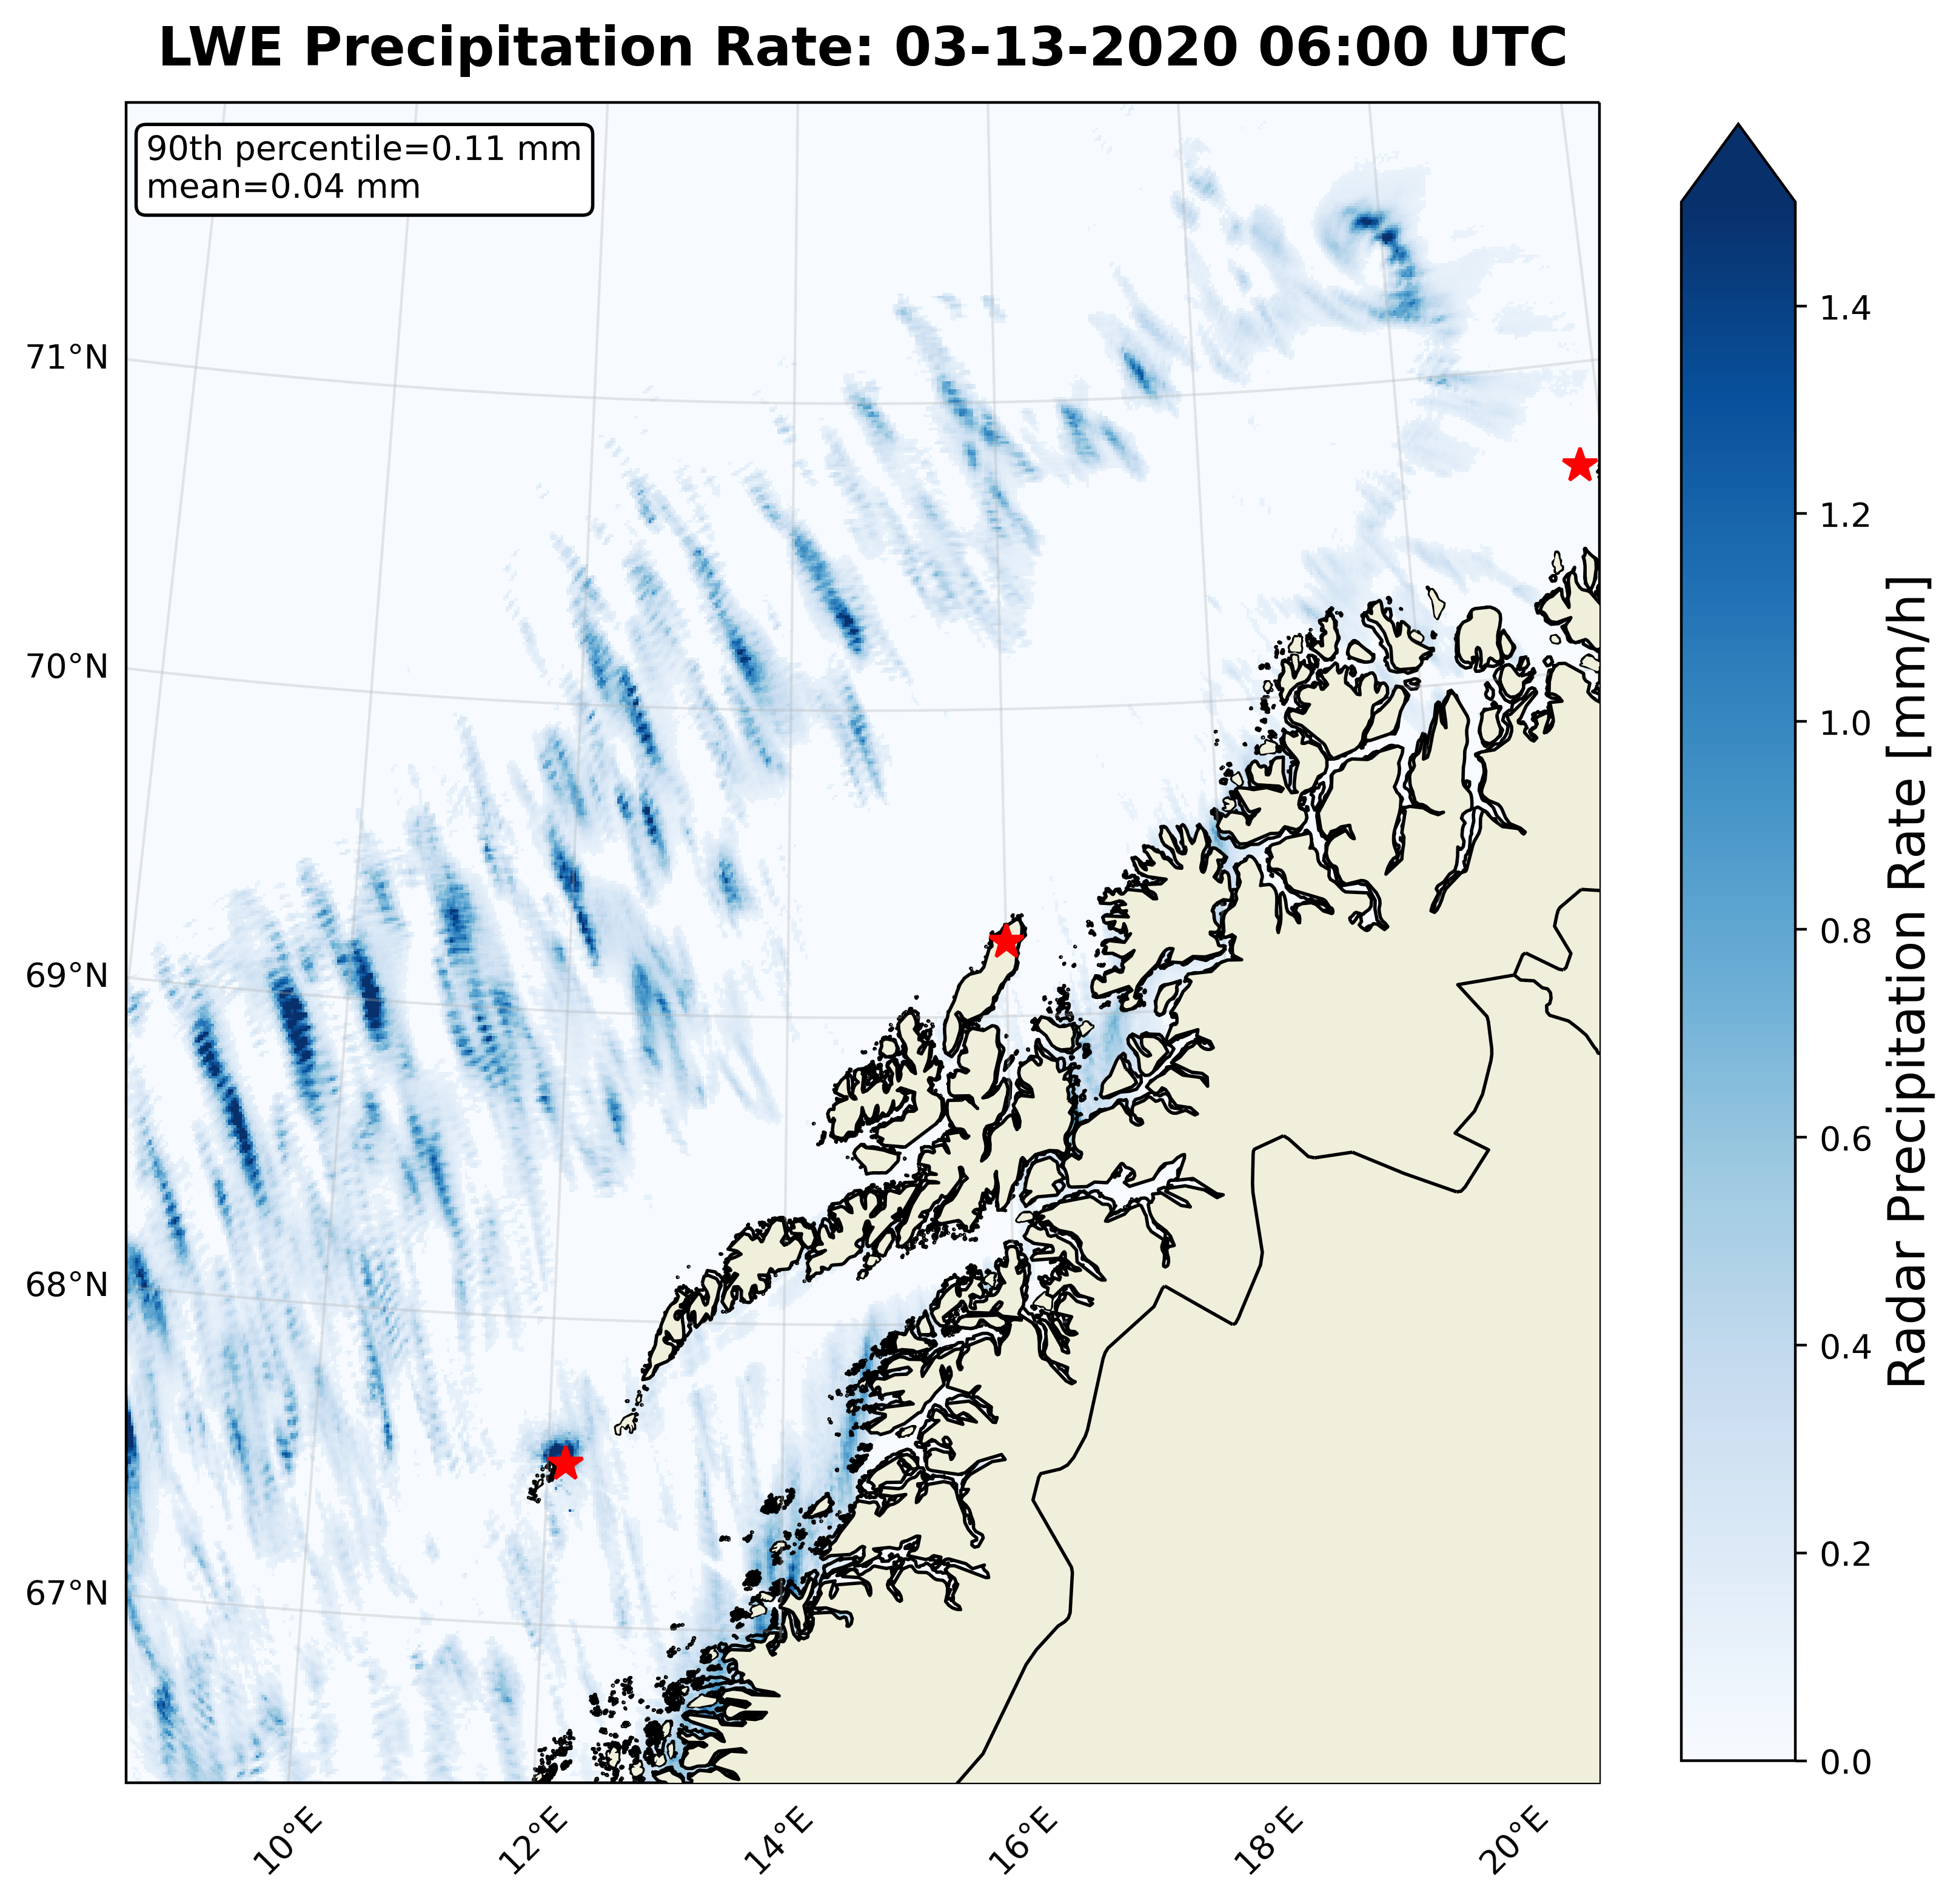 LWE Precipitation Rate: 03-13-2020 06:00 UTC
90th percentile=0.11 mm
mean=0.04 mm
71°N
70°N
69°N
68°N
67°N
10°E
12°E
14°E
16°E
18°E
20°E
1.4
1.2
1.0
0.8
0.6
0.4
0.2
0.0
Radar Precipitation Rate [mm/h]